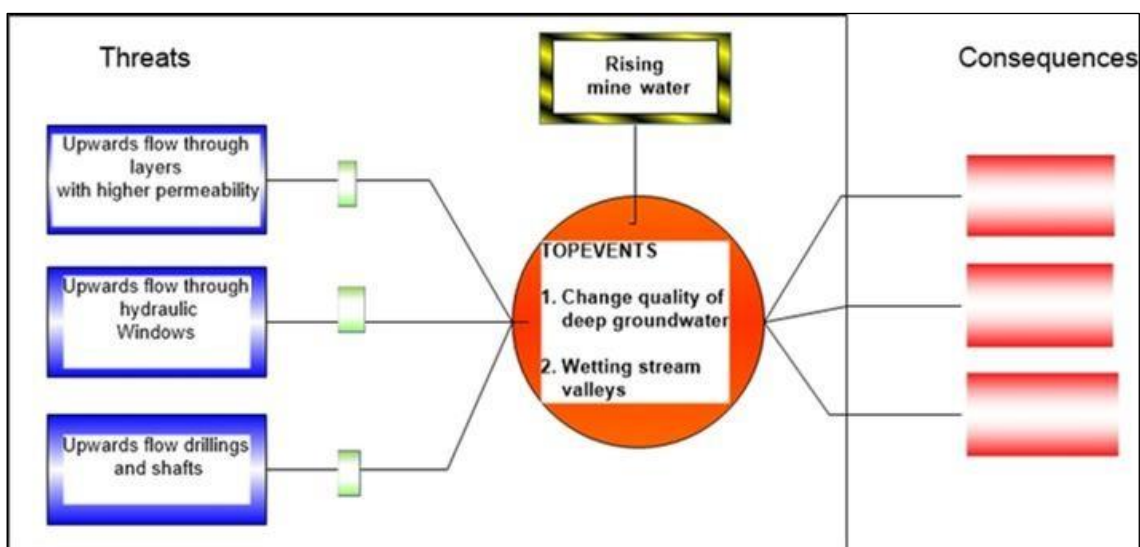 Threats
Rising
mine water
Consequences
Upwards flow through
layers
with higher permeability
TOPEVENTS
1. Change quality of
deep groundwater
2. Wetting stream
valleys
Upwards flow through
hydraulic
Windows
Upwards flow drillings
and shafts